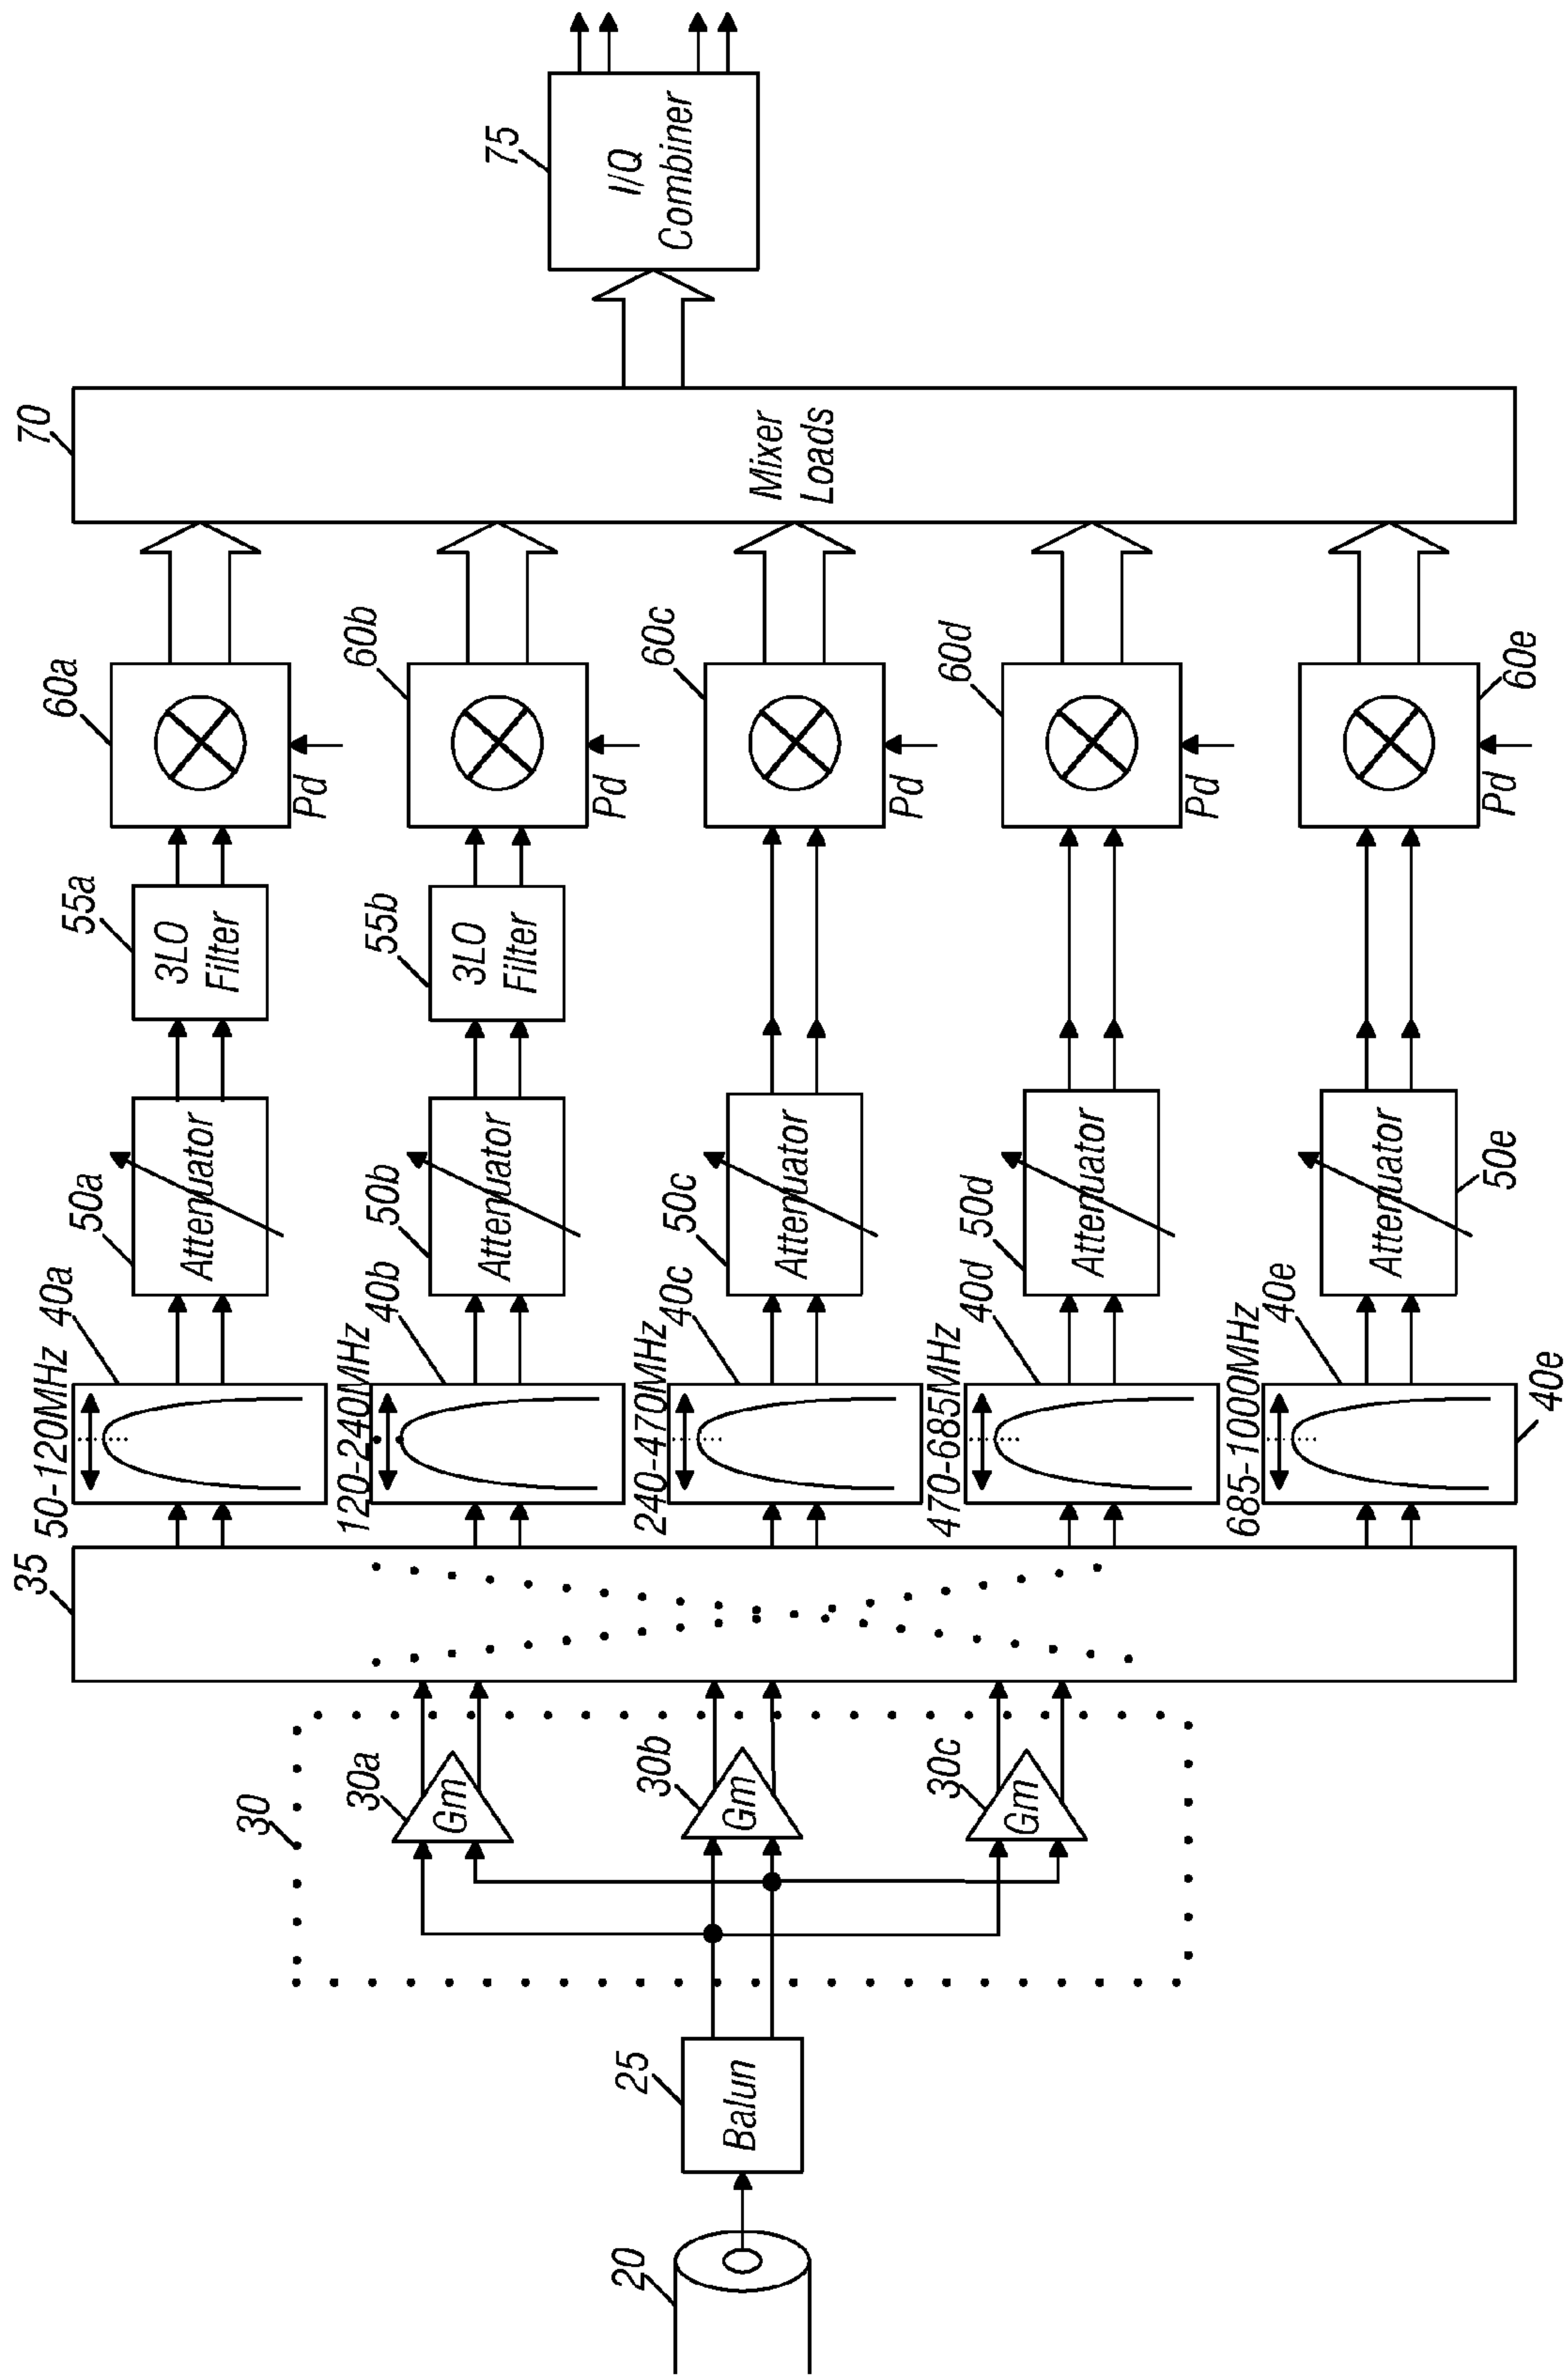 20
25
Balun
30
30a
Gm
30b
Gm
30c
Gm
35
50-120MHz
40a
50a
Attenuator
55a
3LO
Filter
60a
Pd
120-240MHz
40b
50b
Attenuator
55b
3LO
Filter
60b
Pd
240-470MHz
40c
50c
Attenuator
60c
Pd
470-685MHz
40d
50d
Attenuator
60d
Pd
685-1000MHz
40e
40e
Attenuator
50e
60e
Pd
70
Mixer
Loads
75
I/Q
Combiner